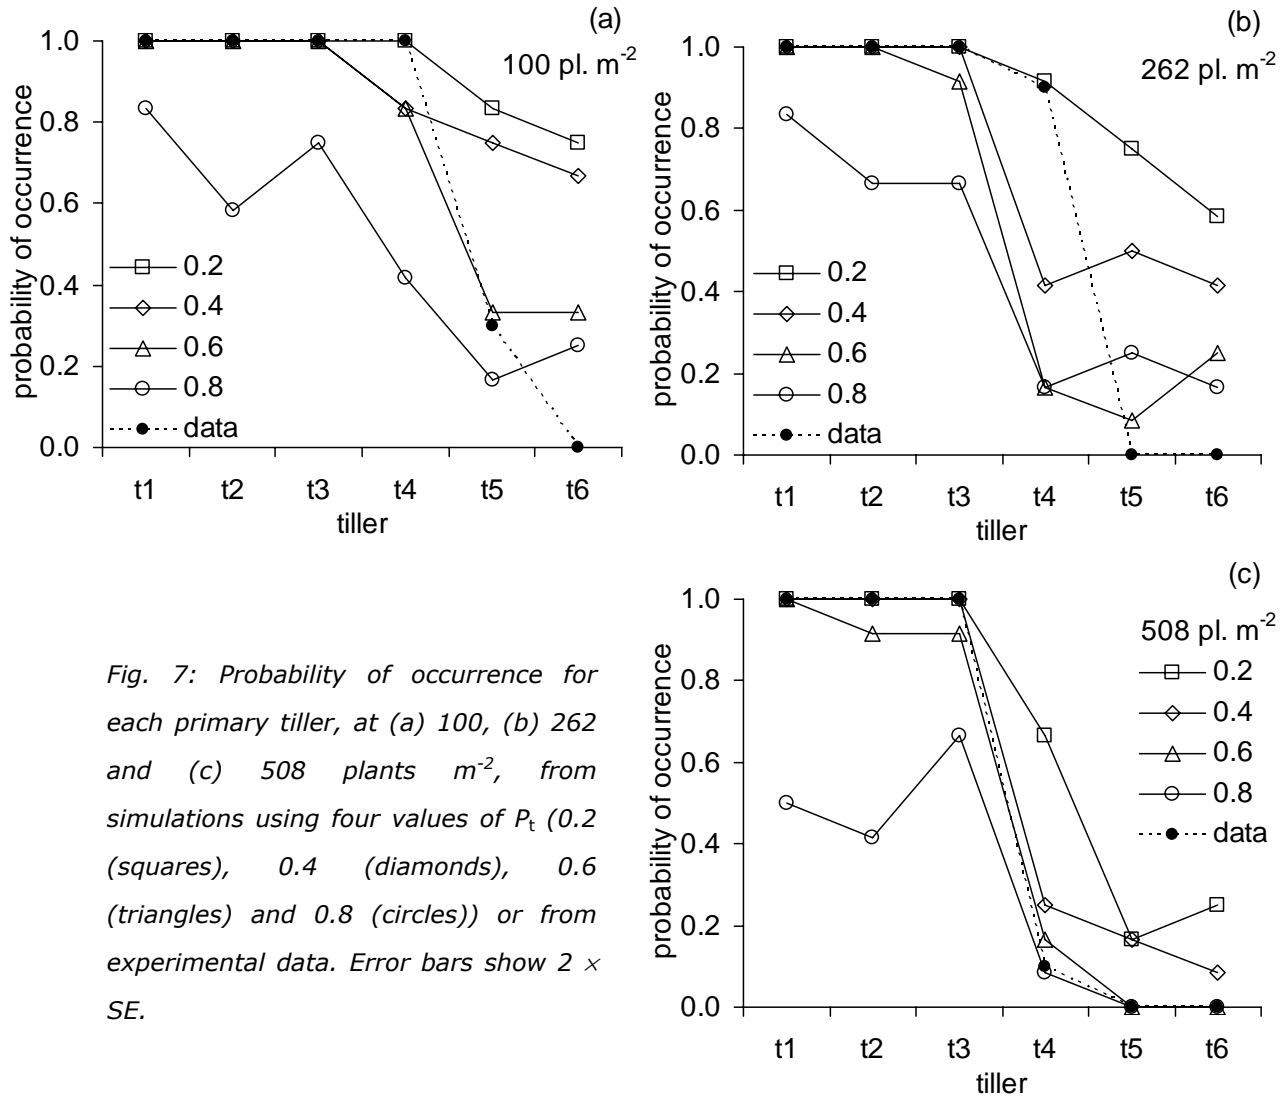 (a)
100 pl. m-2
probability of occurrence
1.0
0.8
0.6
0.4
0.2
0.0
0.2
0.4
0.6
0.8
data
t1 t2 t3 t4 t5 t6
tiller
(b)
262 pl. m-2
probability of occurrence
1.0
0.8
0.6
0.4
0.2
0.0
0.2
0.4
0.6
0.8
data
t1 t2 t3 t4 t5 t6
tiller
Fig. 7: Probability of occurrence for
each primary tiller, at (a) 100, (b) 262
and (c) 508 plants m-2, from
simulations using four values of Pt (0.2
(squares), 0.4 (diamonds), 0.6
(triangles) and 0.8 (circles)) or from
experimental data. Error bars show 2 ×
SE.
(c)
508 pl. m-2
probability of occurrence
1.0
0.8
0.6
0.4
0.2
0.0
0.2
0.4
0.6
0.8
data
t1 t2 t3 t4 t5 t6
tiller